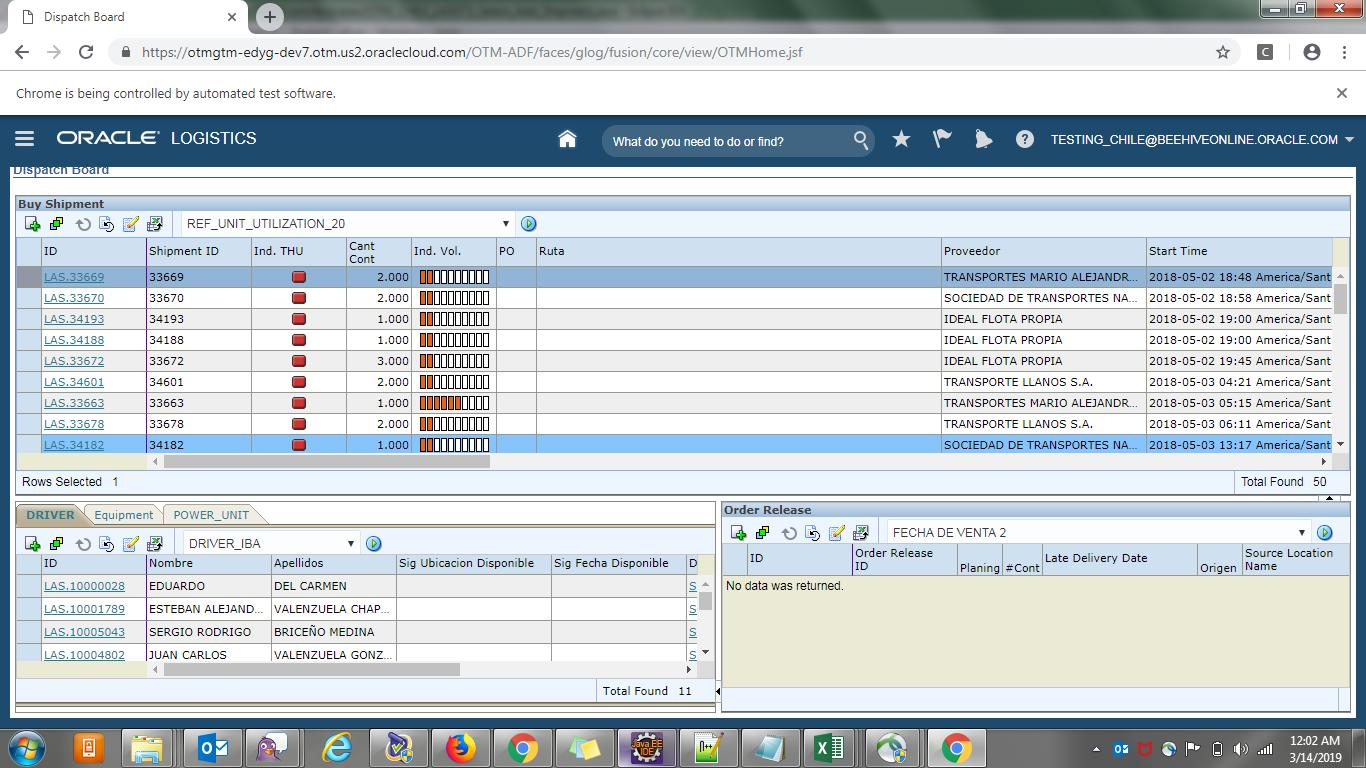 Dispatch Board
https://otmgtm-edyg-dev7.otm.us2.oraclecloud.com/OTM-ADF/faces/glog/fusion/core/view/OTMHome.jsf
C
Chrome is being controlled by automated test software.
ORACLE LOGISTICS
What do you need to do or find?
TESTING_CHILE@BEEHIVEONLINE.ORACLE.COM
Dispatch Board
Buy Shipment
REF_UNIT_UTILIZATION_20
ID Shipment ID Ind. THU Cant Cont Ind. Vol. PO Ruta Proveedor Start Time
LAS.33669 33669 2.000 TRANSPORTES MARIO ALEJANDR... 2018-05-02 18:48 America/Sant
LAS.33670 33670 2.000 SOCIEDAD DE TRANSPORTES NA... 2018-05-02 18:58 America/Sant
LAS.34193 34193 1.000 IDEAL FLOTA PROPIA 2018-05-02 19:00 America/Sant
LAS.34188 34188 1.000 IDEAL FLOTA PROPIA 2018-05-02 19:00 America/Sant
LAS.33672 33672 3.000 IDEAL FLOTA PROPIA 2018-05-02 19:45 America/Sant
LAS.34601 34601 2.000 TRANSPORTE LLANOS S.A. 2018-05-03 04:21 America/Sant
LAS.33663 33663 1.000 TRANSPORTES MARIO ALEJANDR... 2018-05-03 05:15 America/Sant
LAS.33678 33678 2.000 TRANSPORTE LLANOS S.A. 2018-05-03 06:11 America/Sant
LAS.34182 34182 1.000 SOCIEDAD DE TRANSPORTES NA... 2018-05-03 13:17 America/Sant
Rows Selected 1
Total Found 50
DRIVER Equipment POWER_UNIT
DRIVER_IBA
ID Nombre Apellidos Sig Ubicacion Disponible Sig Fecha Disponible D
LAS.10000028 EDUARDO DEL CARMEN S
LAS.10001789 ESTEBAN ALEJAND... VALENZUELA CHAP... S
LAS.10005043 SERGIO RODRIGO BRICEÑO MEDINA S
LAS.10004802 JUAN CARLOS VALENZUELA GONZ... S
Total Found 11
Order Release
FECHA DE VENTA 2
ID Order Release ID Planing #Cont Late Delivery Date Origen Source Location Name
No data was returned.
Java EE IDE
12:02 AM
3/14/2019